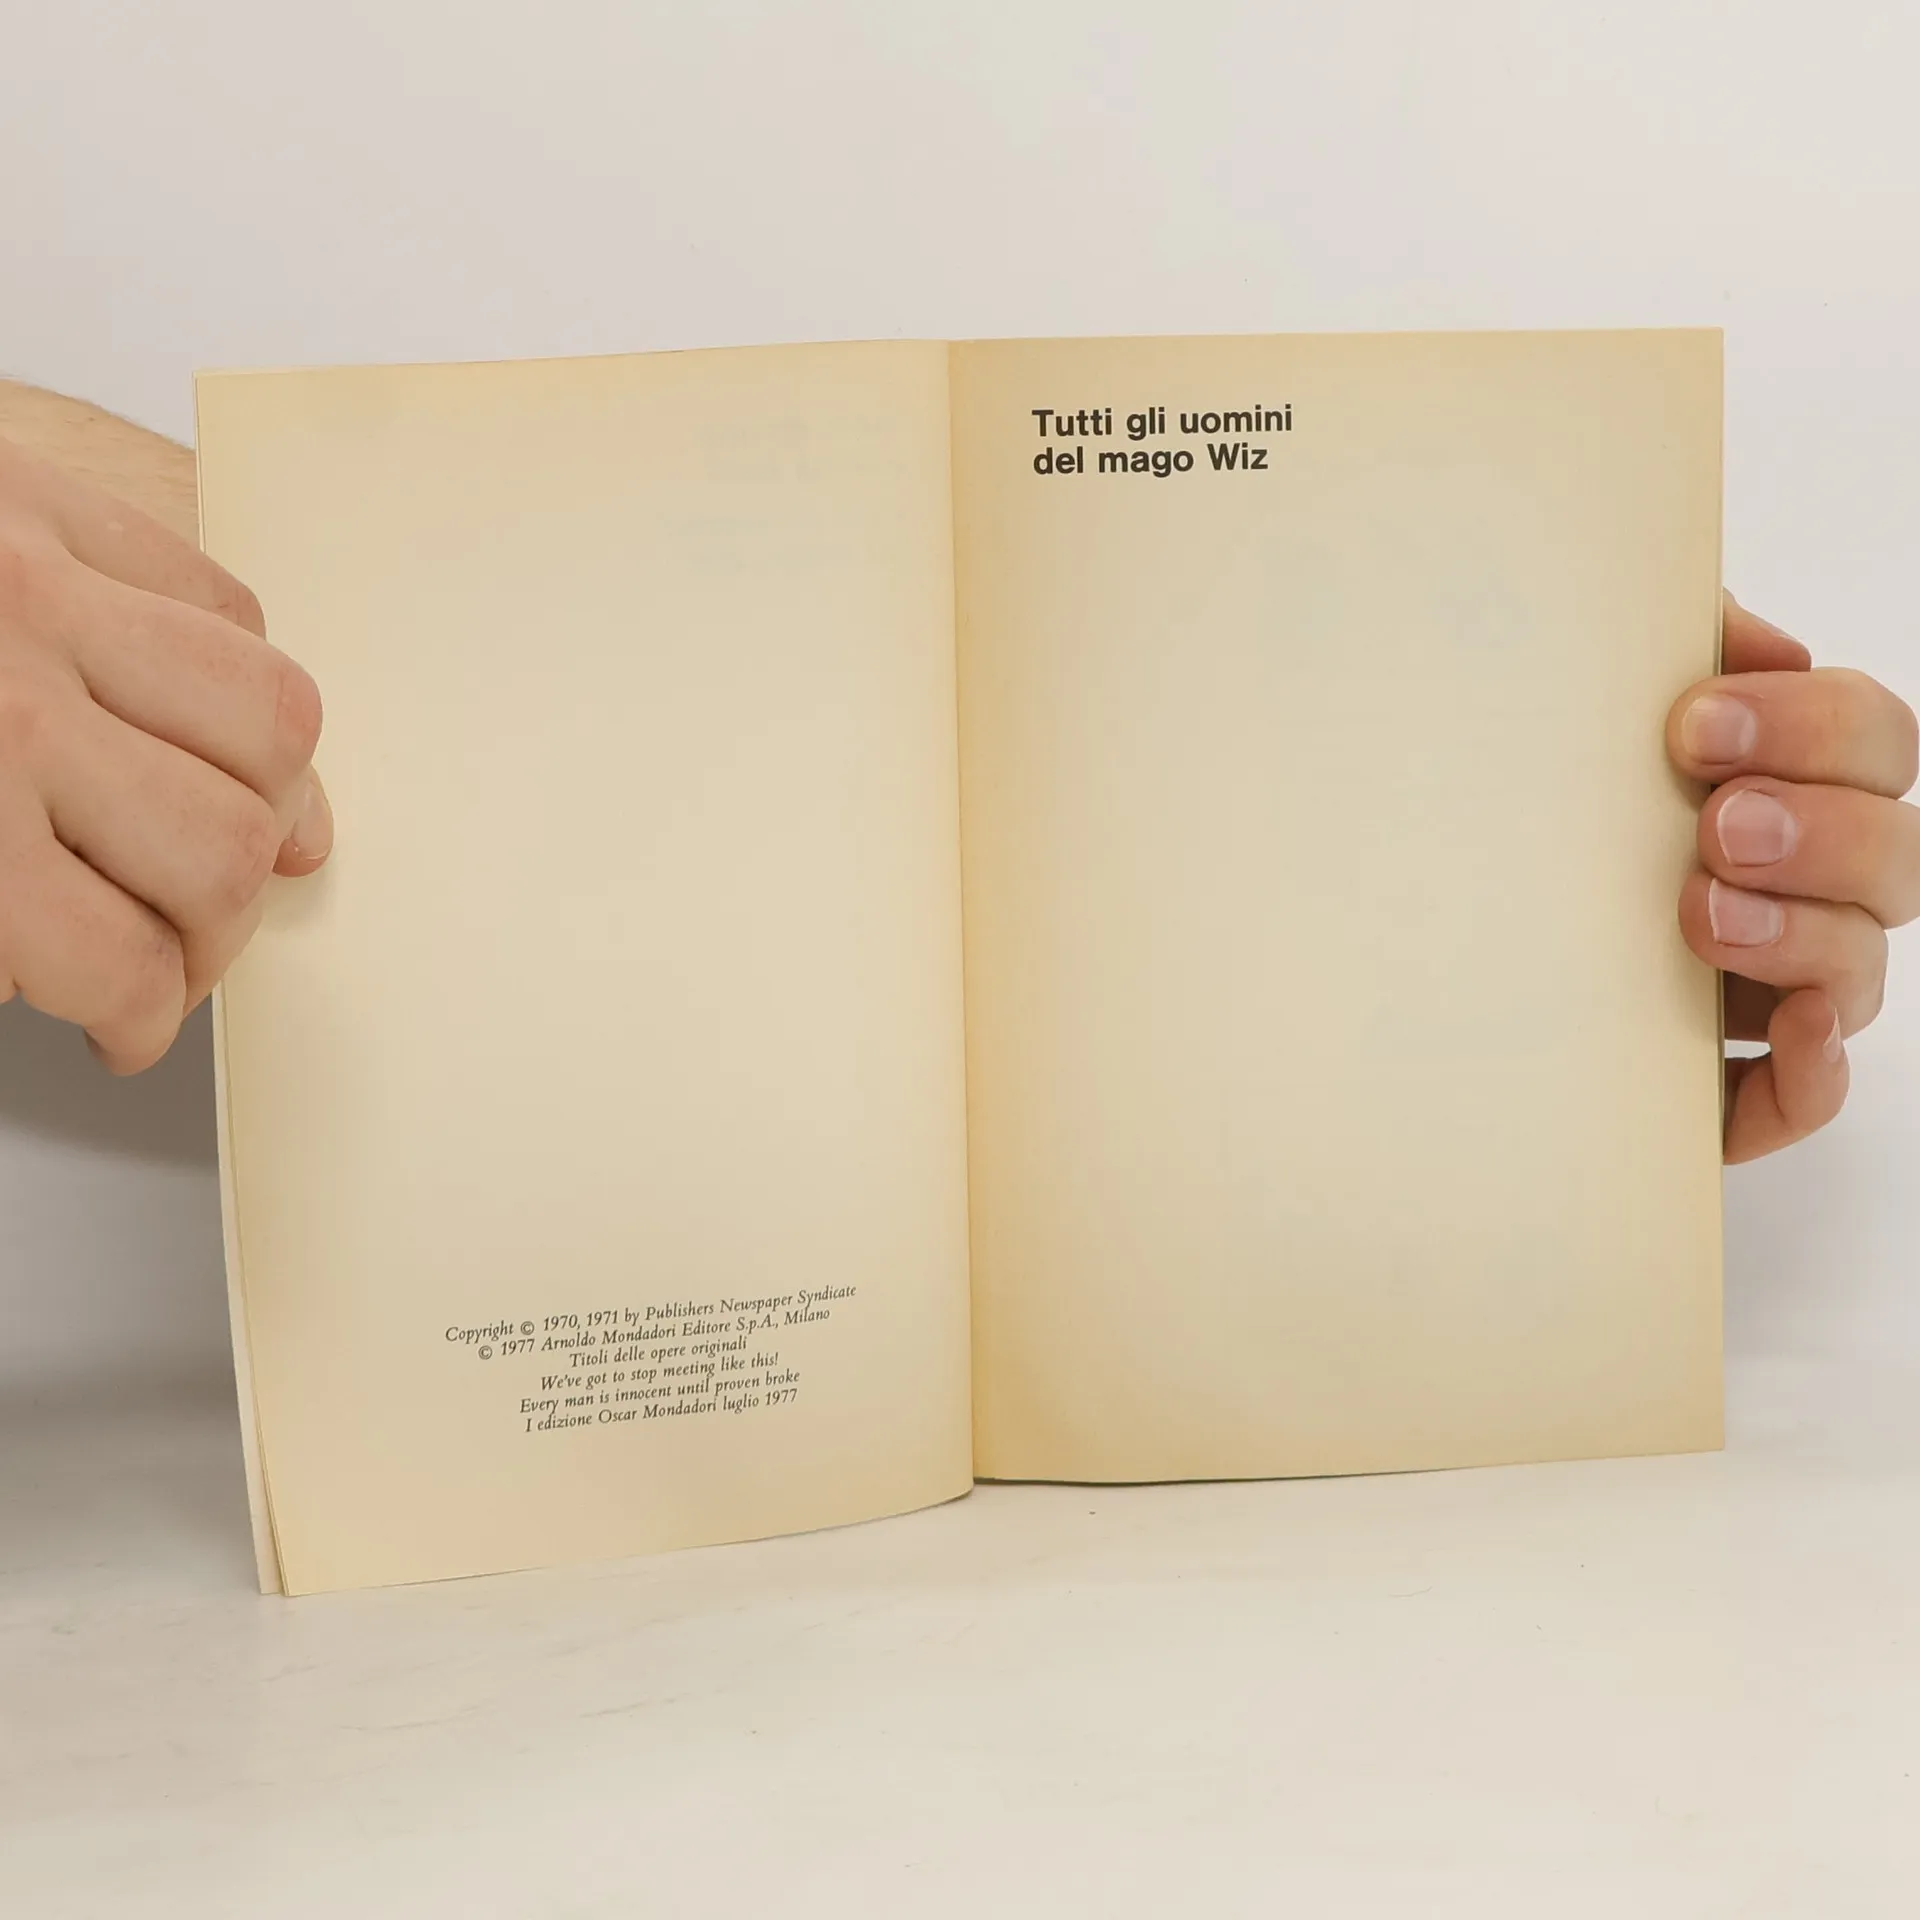 Copyright © 1970, 1971 by Publishers Newspaper Syndicate
© 1977 Arnoldo Mondadori Editore S.p.A., Milano
Titoli delle opere originali
We've got to stop meeting like this!
Every man is innocent until proven broke
I edizione Oscar Mondadori luglio 1977
Tutti gli uomini
del mago Wiz